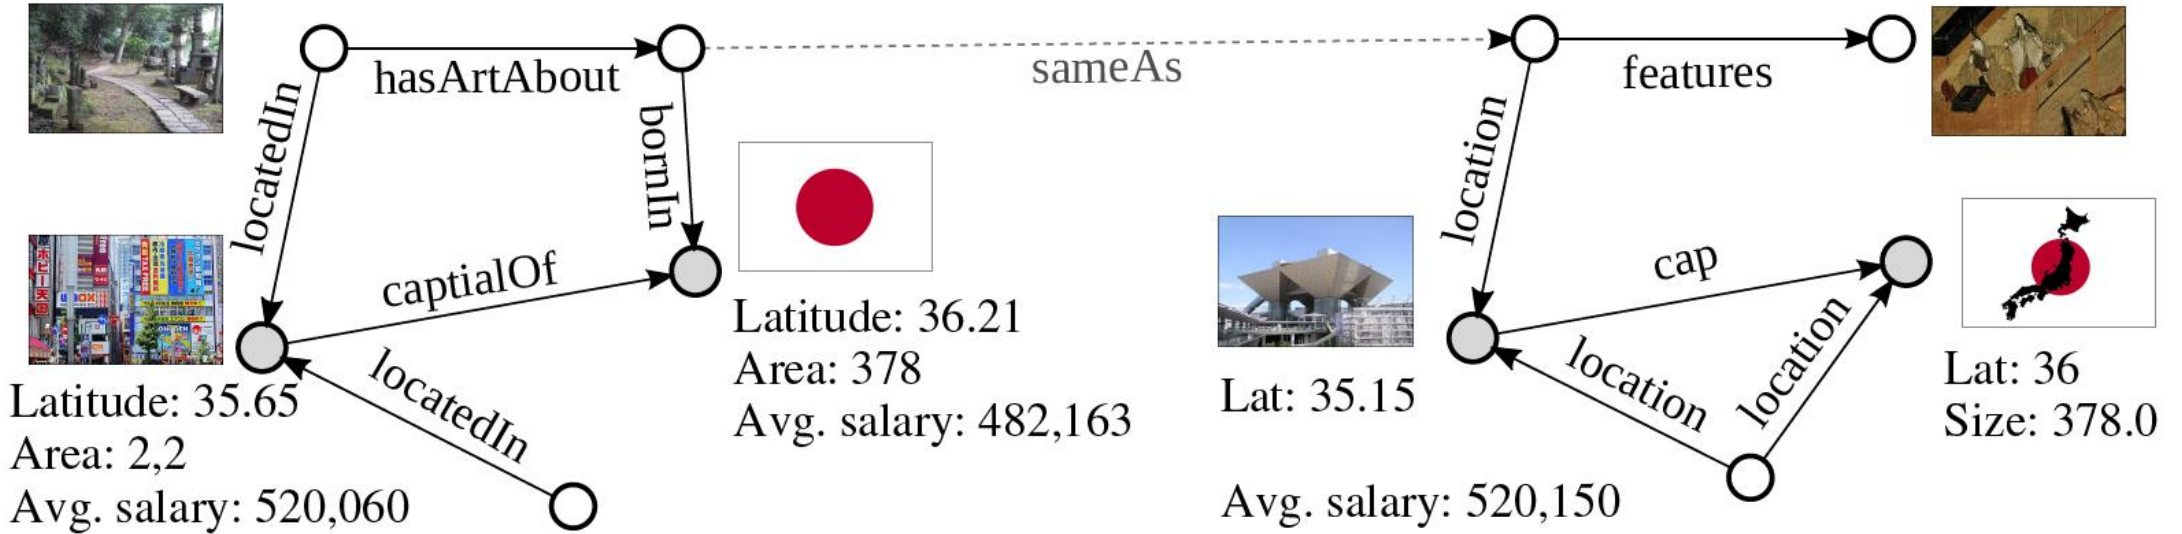 hasArtAbout
sameAs
features
locatedIn
bornIn
location
captialOf
cap
Latitude: 36.21
Area: 378
Avg. salary: 482,163
locatedIn
Latitude: 35.65
Area: 2,2
Avg. salary: 520,060
Lat: 35.15
Avg. salary: 520,150
location
location
Lat: 36
Size: 378.0